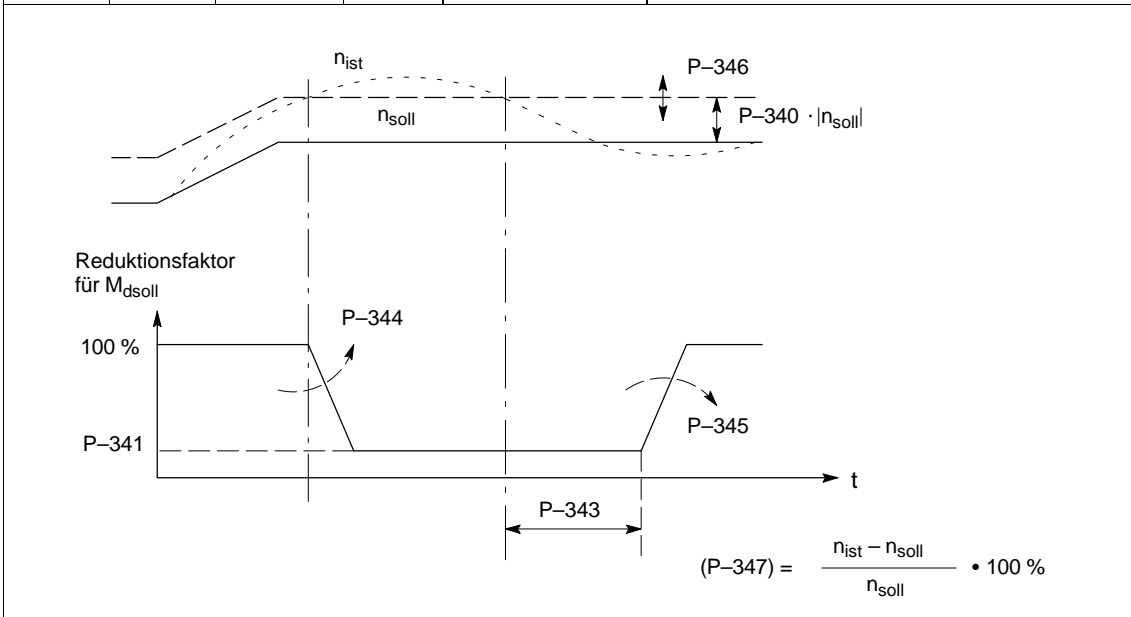 n_ist
P–346
n_soll
P–340 · |n_soll|
Reduktionsfaktor
für M_dsoll
P–344
100 %
P–345
P–341
t
P–343
(P–347) = (n_ist – n_soll) / n_soll • 100 %